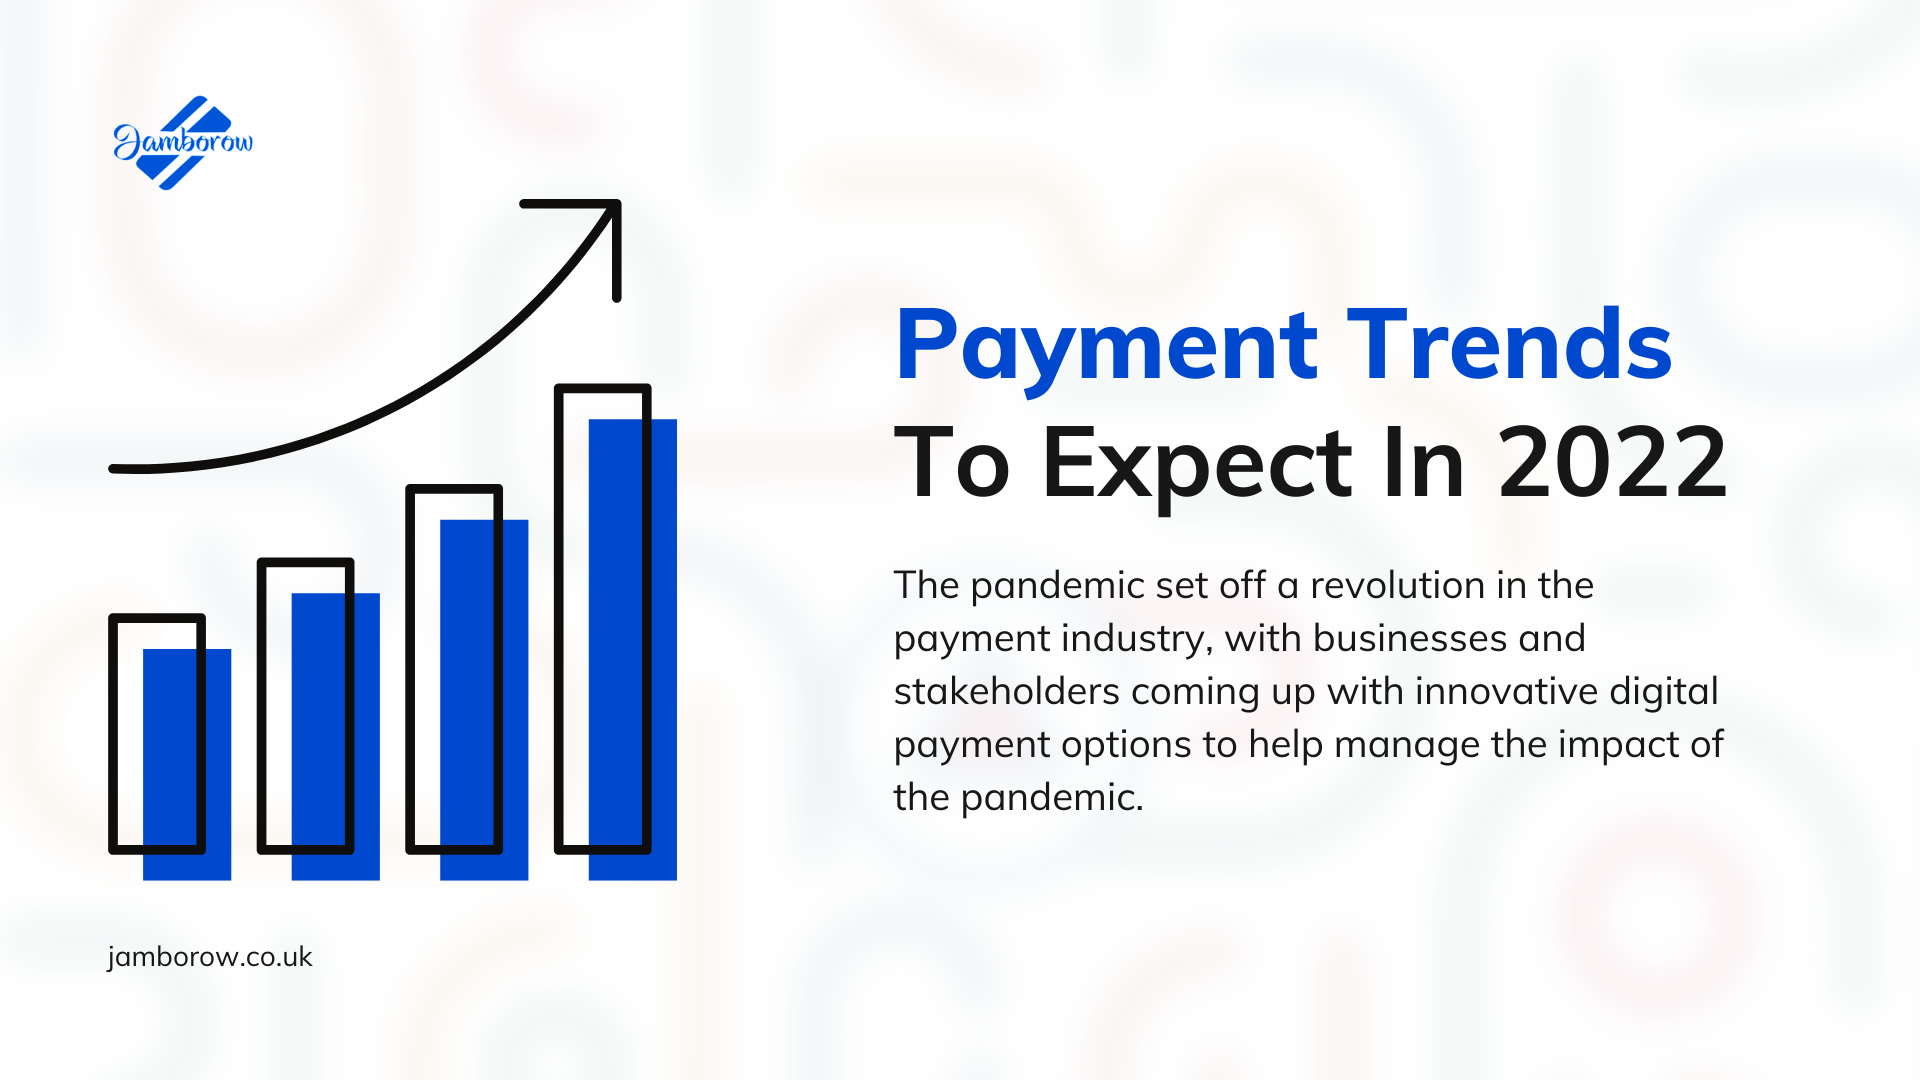 Jamborow
Payment Trends
To Expect In 2022
The pandemic set off a revolution in the
payment industry, with businesses and
stakeholders coming up with innovative digital
payment options to help manage the impact of
the pandemic.
jamborow.co.uk